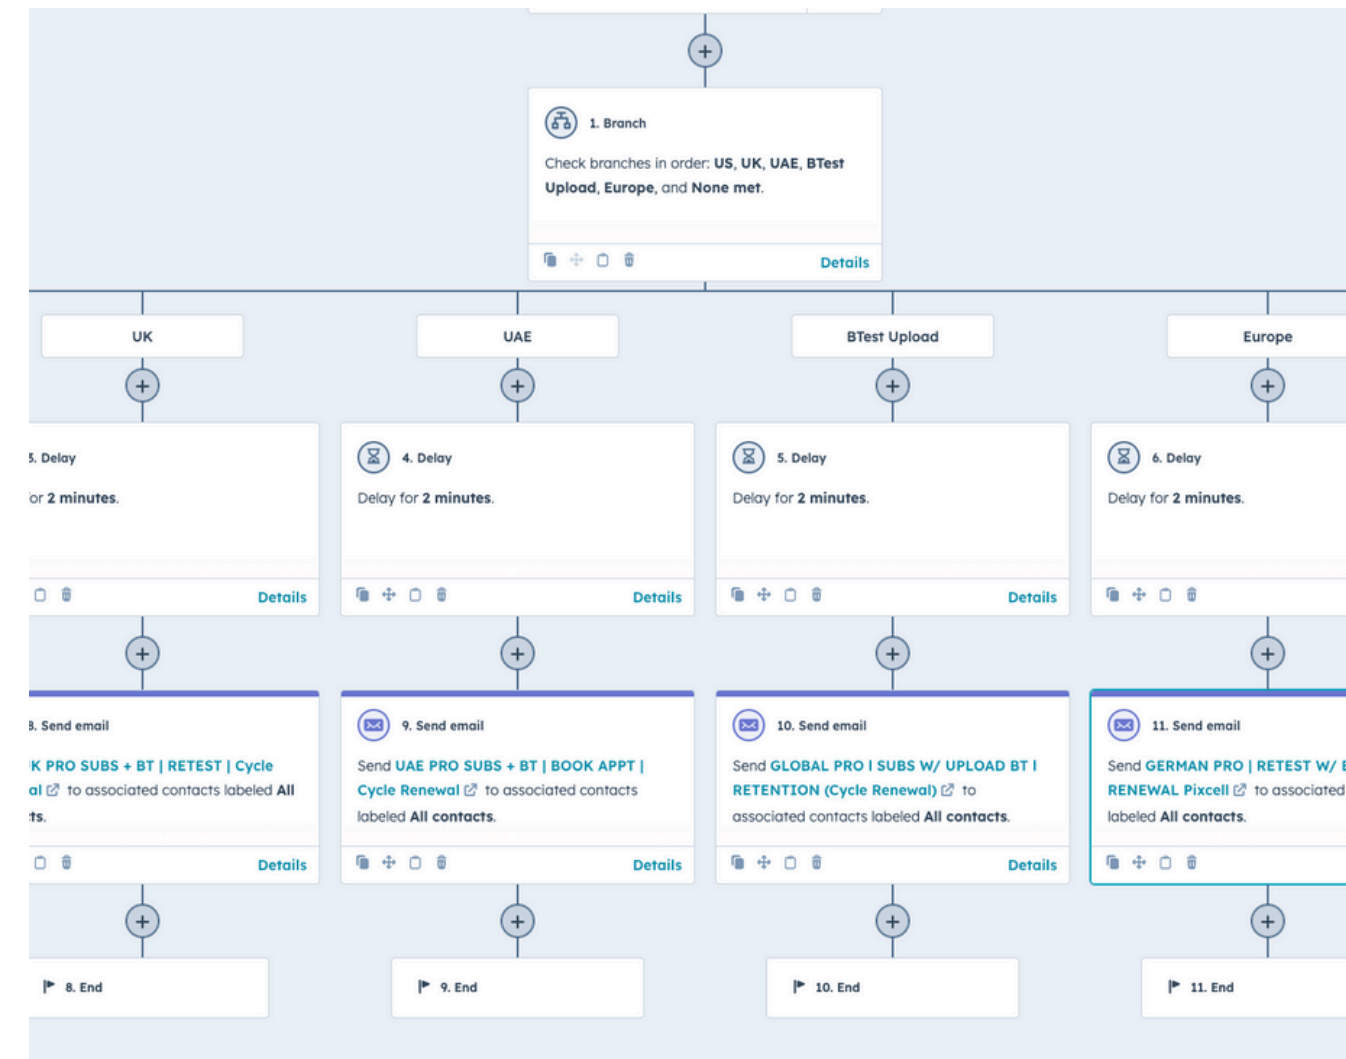 1. Branch
Check branches in order: US, UK, UAE, BTest
Upload, Europe, and None met.
Details
UK
UAE
BTest Upload
Europe
3. Delay
or 2 minutes.
Details
4. Delay
Delay for 2 minutes.
Details
5. Delay
Delay for 2 minutes.
Details
6. Delay
Delay for 2 minutes.
8. Send email
K PRO SUBS + BT | RETEST | Cycle
al to associated contacts labeled All
ts.
Details
9. Send email
Send UAE PRO SUBS + BT | BOOK APPT |
Cycle Renewal to associated contacts
labeled All contacts.
Details
10. Send email
Send GLOBAL PRO I SUBS W/ UPLOAD BT I
RETENTION (Cycle Renewal) to
associated contacts labeled All contacts.
Details
11. Send email
Send GERMAN PRO | RETEST W/
RENEWAL Pixcell to associated
labeled All contacts.
8. End
9. End
10. End
11. End